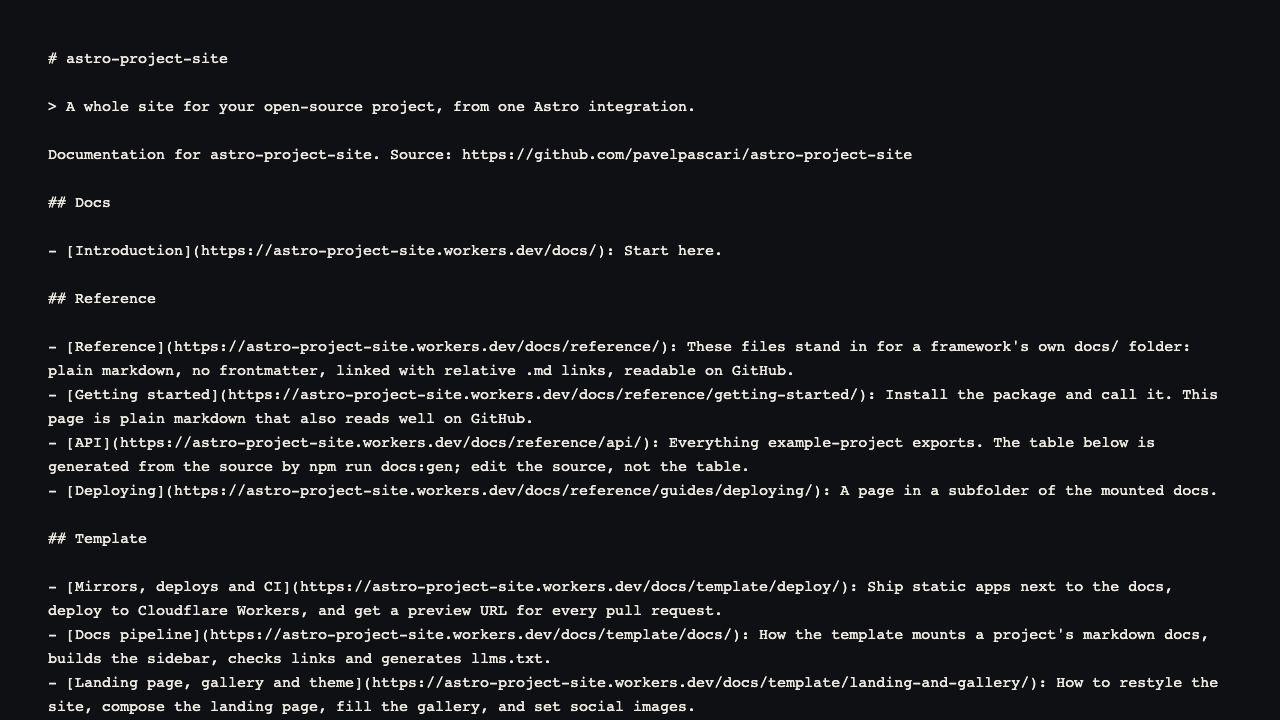 # astro-project-site
> A whole site for your open-source project, from one Astro integration.
Documentation for astro-project-site. Source: https://github.com/pavelpascari/astro-project-site
## Docs
- [Introduction](https://astro-project-site.workers.dev/docs/): Start here.
## Reference
- [Reference](https://astro-project-site.workers.dev/docs/reference/): These files stand in for a framework's own docs/ folder:
plain markdown, no frontmatter, linked with relative .md links, readable on GitHub.
- [Getting started](https://astro-project-site.workers.dev/docs/reference/getting-started/): Install the package and call it. This
page is plain markdown that also reads well on GitHub.
- [API](https://astro-project-site.workers.dev/docs/reference/api/): Everything example-project exports. The table below is
generated from the source by npm run docs:gen; edit the source, not the table.
- [Deploying](https://astro-project-site.workers.dev/docs/reference/guides/deploying/): A page in a subfolder of the mounted docs.
## Template
- [Mirrors, deploys and CI](https://astro-project-site.workers.dev/docs/template/deploy/): Ship static apps next to the docs,
deploy to Cloudflare Workers, and get a preview URL for every pull request.
- [Docs pipeline](https://astro-project-site.workers.dev/docs/template/docs/): How the template mounts a project's markdown docs,
builds the sidebar, checks links and generates llms.txt.
- [Landing page, gallery and theme](https://astro-project-site.workers.dev/docs/template/landing-and-gallery/): How to restyle the
site, compose the landing page, fill the gallery, and set social images.